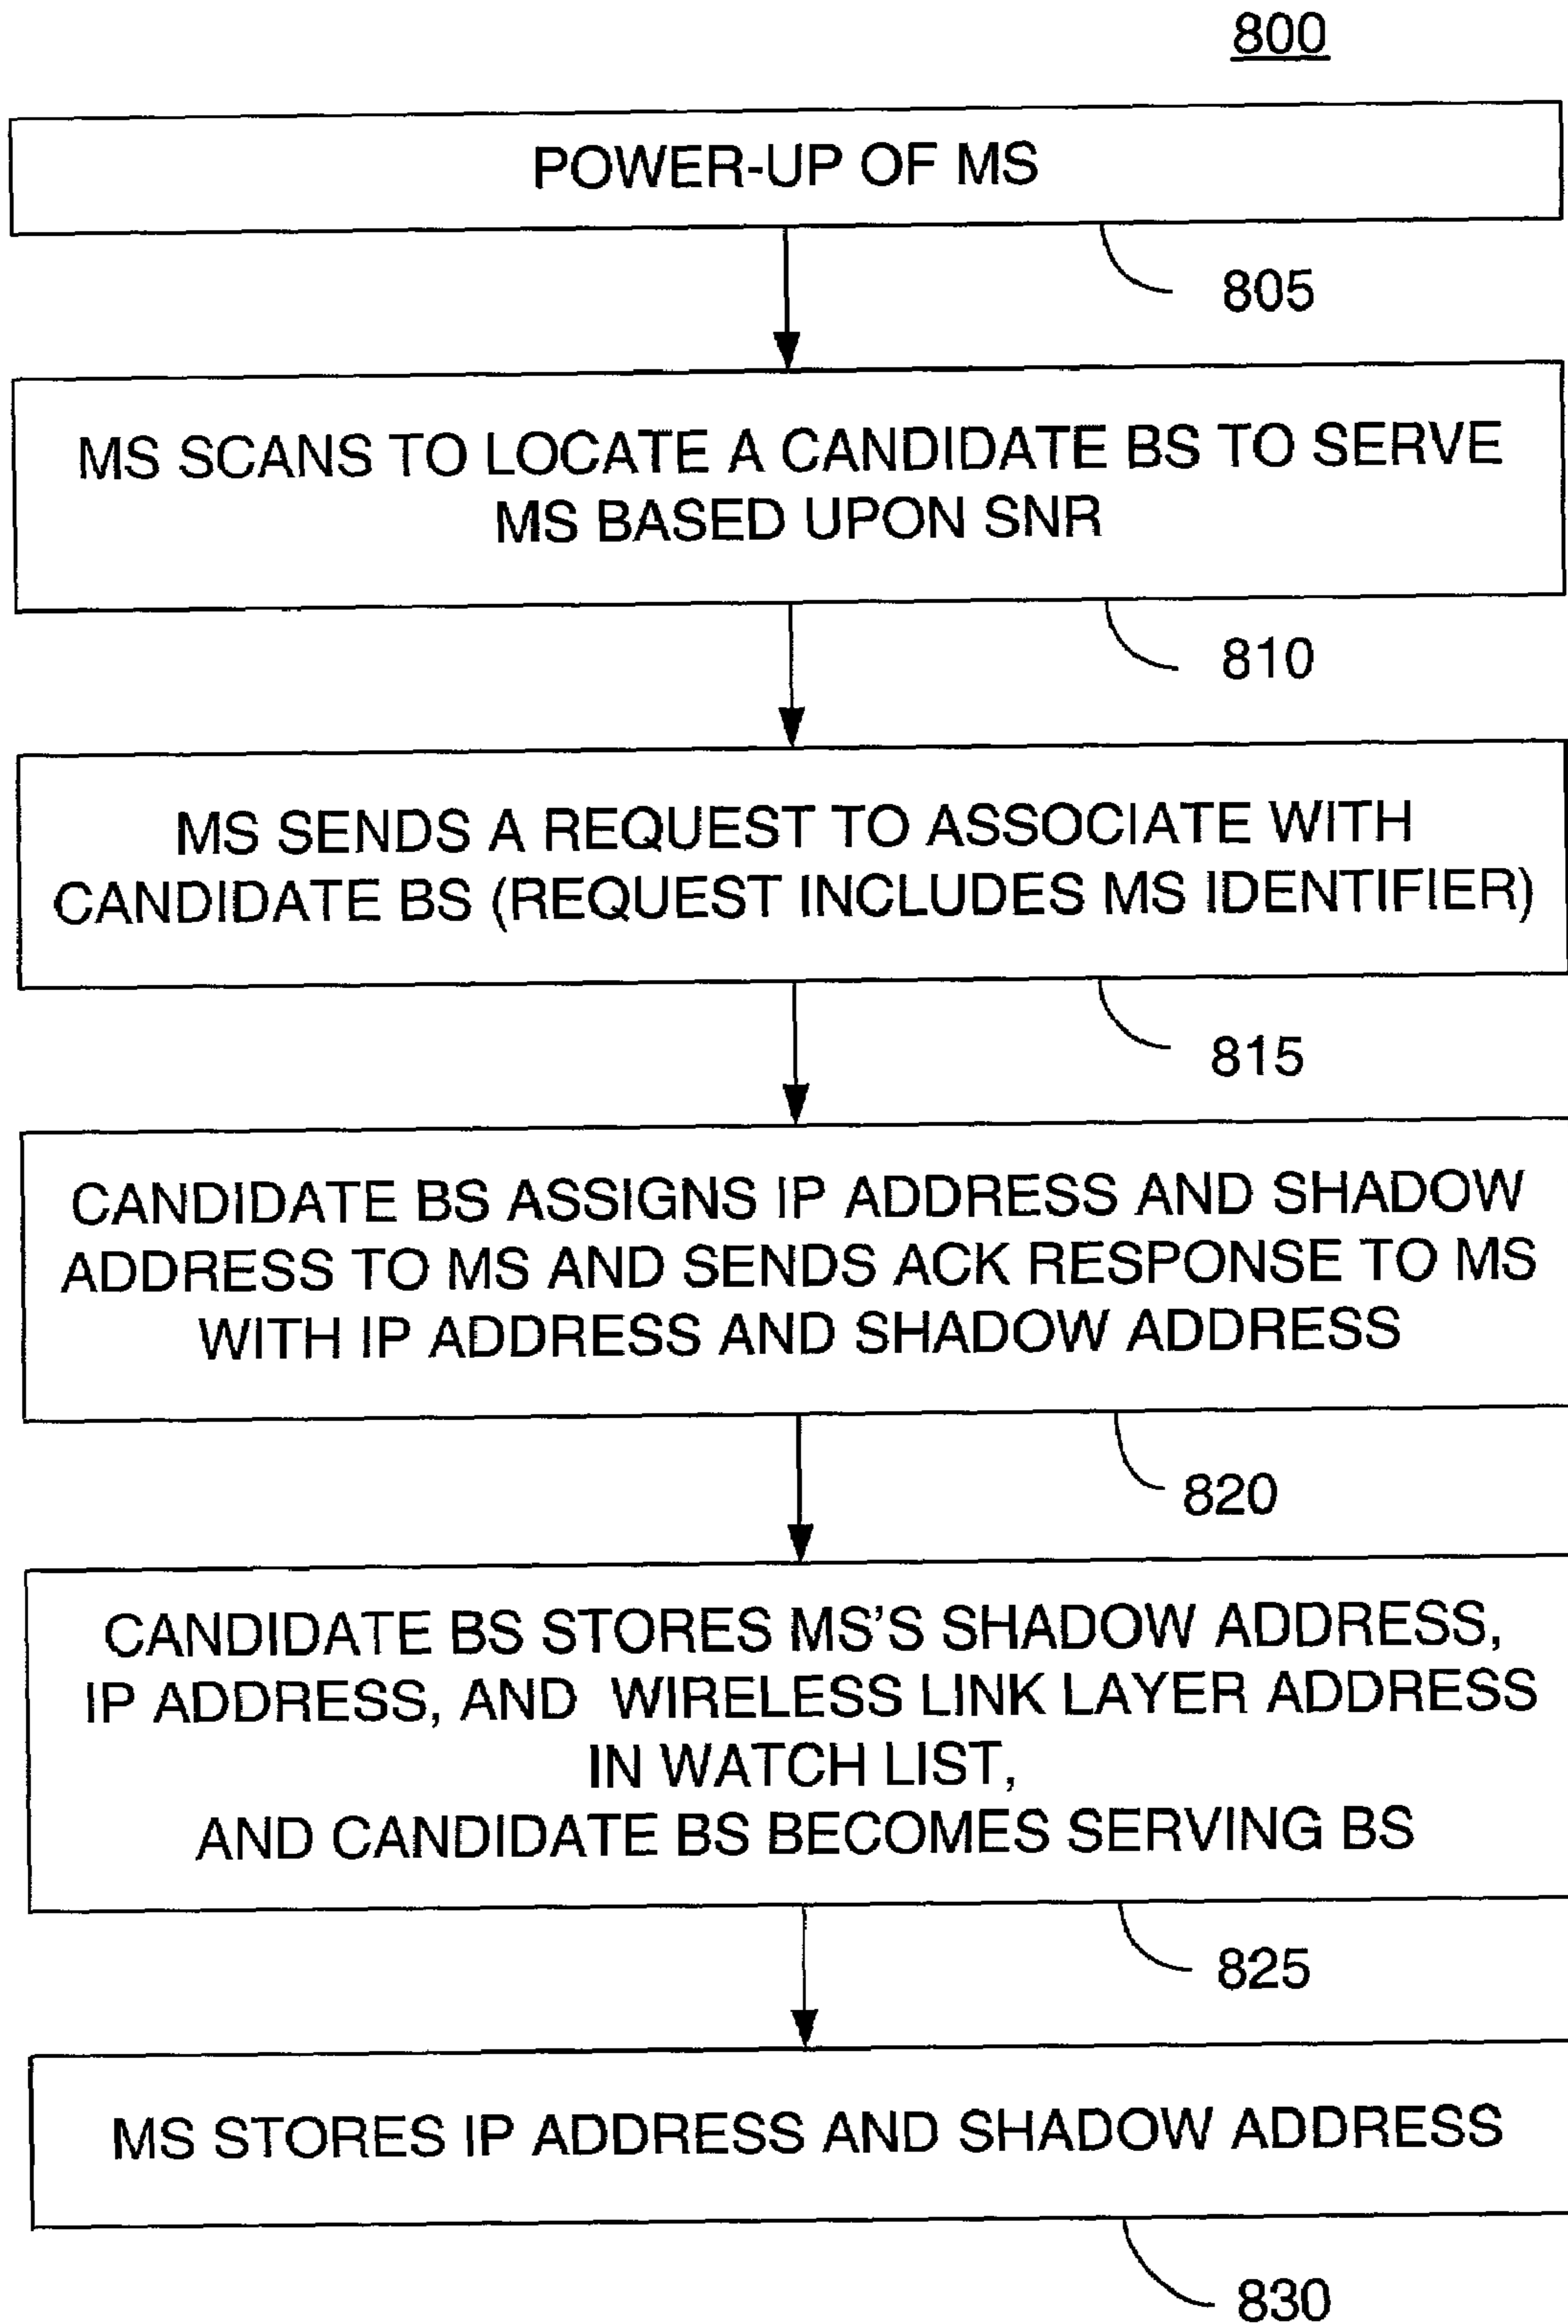 800
POWER-UP OF MS
805
MS SCANS TO LOCATE A CANDIDATE BS TO SERVE
MS BASED UPON SNR
810
MS SENDS A REQUEST TO ASSOCIATE WITH
CANDIDATE BS (REQUEST INCLUDES MS IDENTIFIER)
815
CANDIDATE BS ASSIGNS IP ADDRESS AND SHADOW
ADDRESS TO MS AND SENDS ACK RESPONSE TO MS
WITH IP ADDRESS AND SHADOW ADDRESS
820
CANDIDATE BS STORES MS'S SHADOW ADDRESS,
IP ADDRESS, AND WIRELESS LINK LAYER ADDRESS
IN WATCH LIST,
AND CANDIDATE BS BECOMES SERVING BS
825
MS STORES IP ADDRESS AND SHADOW ADDRESS
830